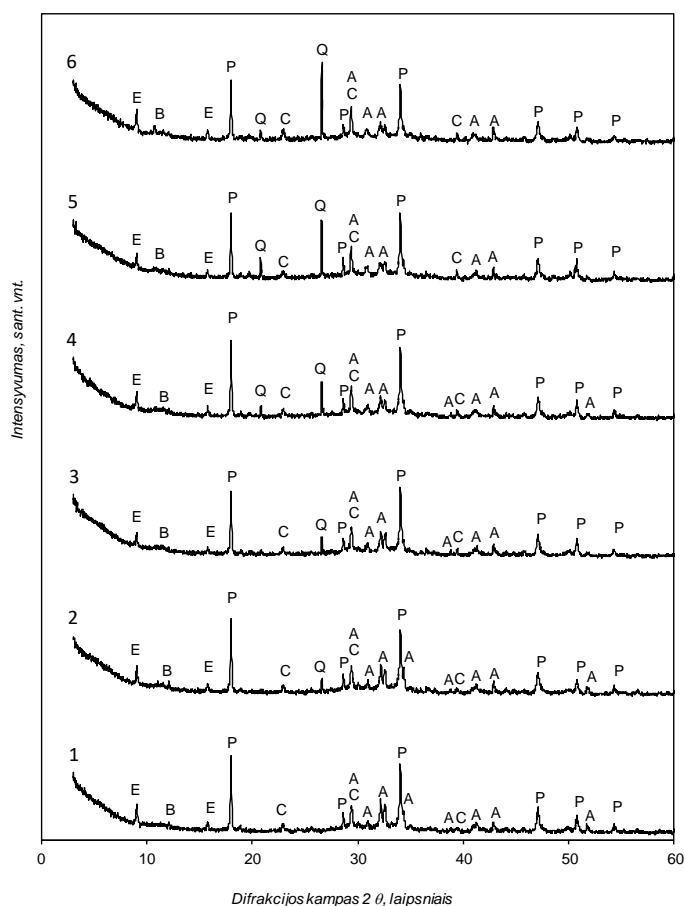 6
E B E P Q C Q P A C A A P C A A P P P
5
E B E P Q C Q P A C A A P C A A P P P
4
E B E P Q C Q P A C A A P A C A A P P A P
3
E B E P C Q P A C A A P A C A A P P P
2
E B E P C Q P A C A A P A A C A A P P A P
1
E B E P C P A C A A P A A C A A P P A P
Intensyvumas, sant. vnt.
0 10 20 30 40 50 60
Difrakcijos kampas 2 θ, laipsniais